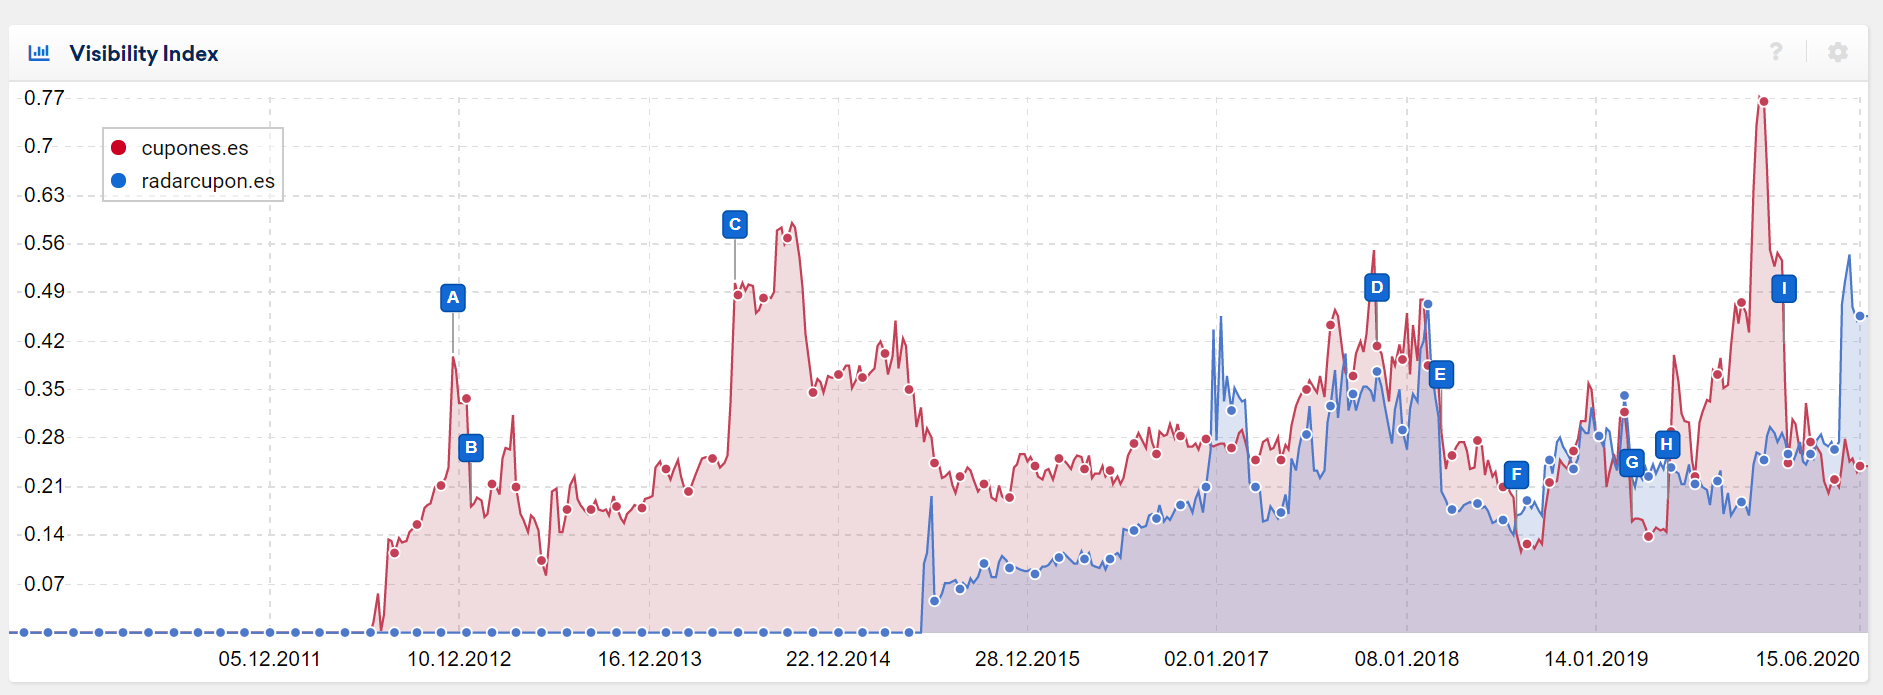 Visibility Index
?
0.77
0.7
0.63
0.56
0.49
0.42
0.35
0.28
0.21
0.14
0.07
cupones.es
radarcupon.es
A
B
C
D
E
F
G
H
I
05.12.2011 10.12.2012 16.12.2013 22.12.2014 28.12.2015 02.01.2017 08.01.2018 14.01.2019 15.06.2020